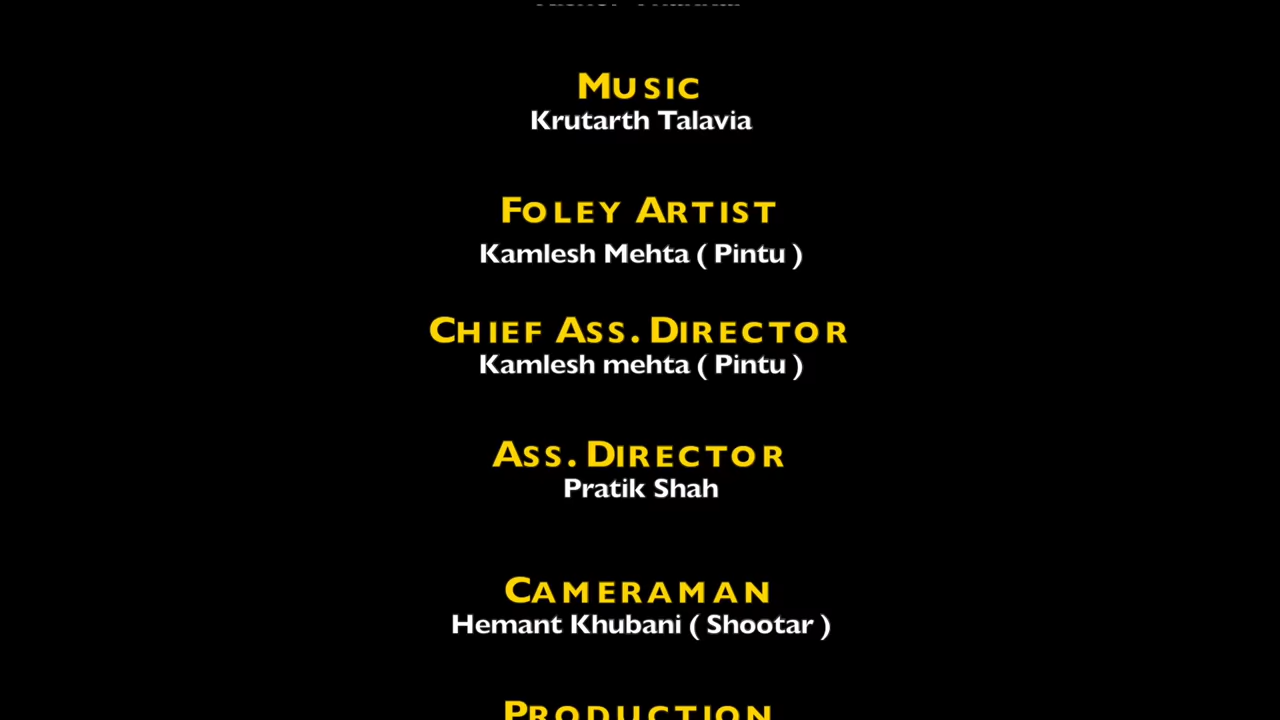 MUSIC
Krutarth Talavia
FOLEY ARTIST
Kamlesh Mehta ( Pintu )
CHIEF ASS. DIRECTOR
Kamlesh mehta ( Pintu )
ASS. DIRECTOR
Pratik Shah
CAMERAMAN
Hemant Khubani ( Shootar )
PRODUCTION